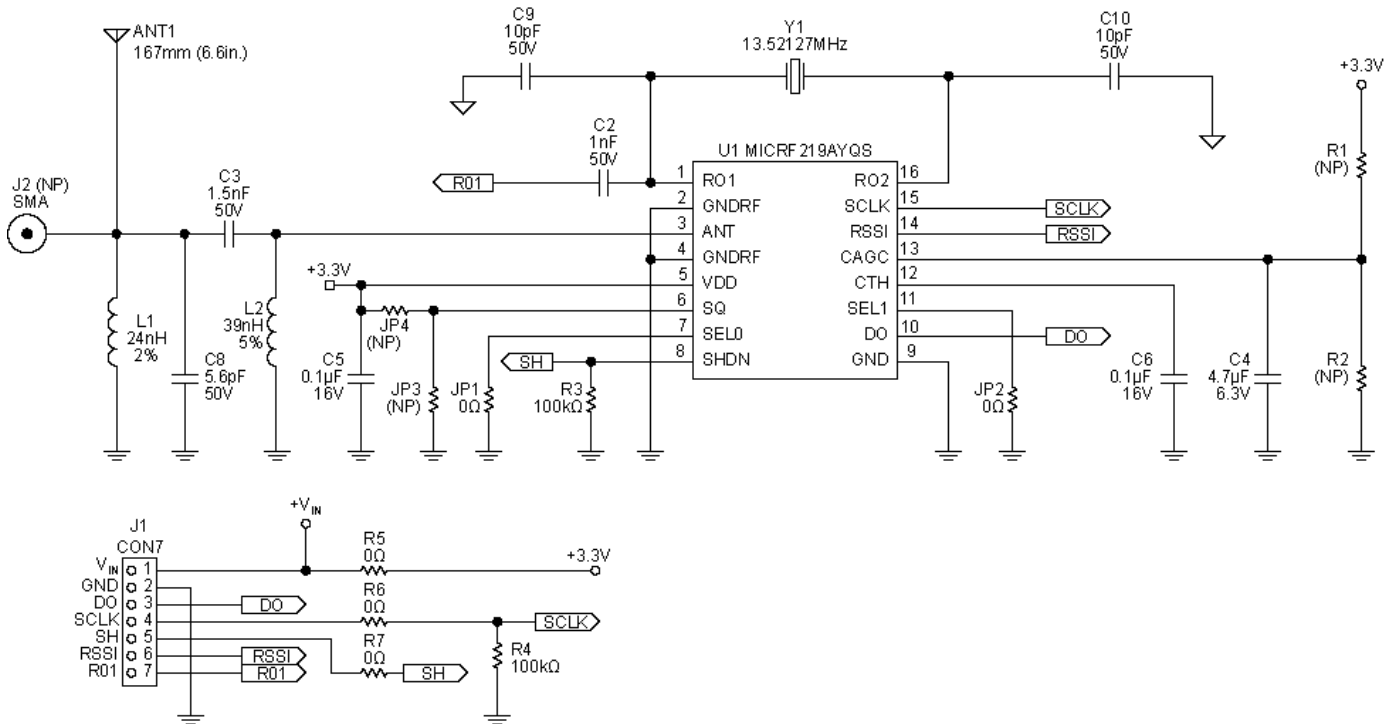 ANT1
167mm (6.6in.)
C9
10pF
50V
Y1
13.52127MHz
C10
10pF
50V
+3.3V
C2
1nF
50V
R01
U1 MICRF219AYQS
R1
(NP)
J2 (NP)
SMA
C3
1.5nF
50V
1 RO1 RO2 16
2 GNDRF SCLK 15
SCLK
3 ANT RSSI 14
RSSI
4 GNDRF CAGC 13
5 VDD CTH 12
6 SQ SEL1 11
7 SEL0 DO 10
DO
8 SHDN GND 9
+3.3V
JP4
(NP)
SH
L1
24nH
2%
C8
5.6pF
50V
L2
39nH
5%
C5
0.1µF
16V
JP3
(NP)
JP1
0Ω
R3
100kΩ
JP2
0Ω
C6
0.1µF
16V
C4
4.7µF
6.3V
R2
(NP)
+VIN
J1
CON7
VIN 1
GND 2
DO 3
SCLK 4
SH 5
RSSI 6
R01 7
R5
0Ω
+3.3V
R6
0Ω
DO
SCLK
R7
0Ω
R4
100kΩ
RSSI
R01
SH